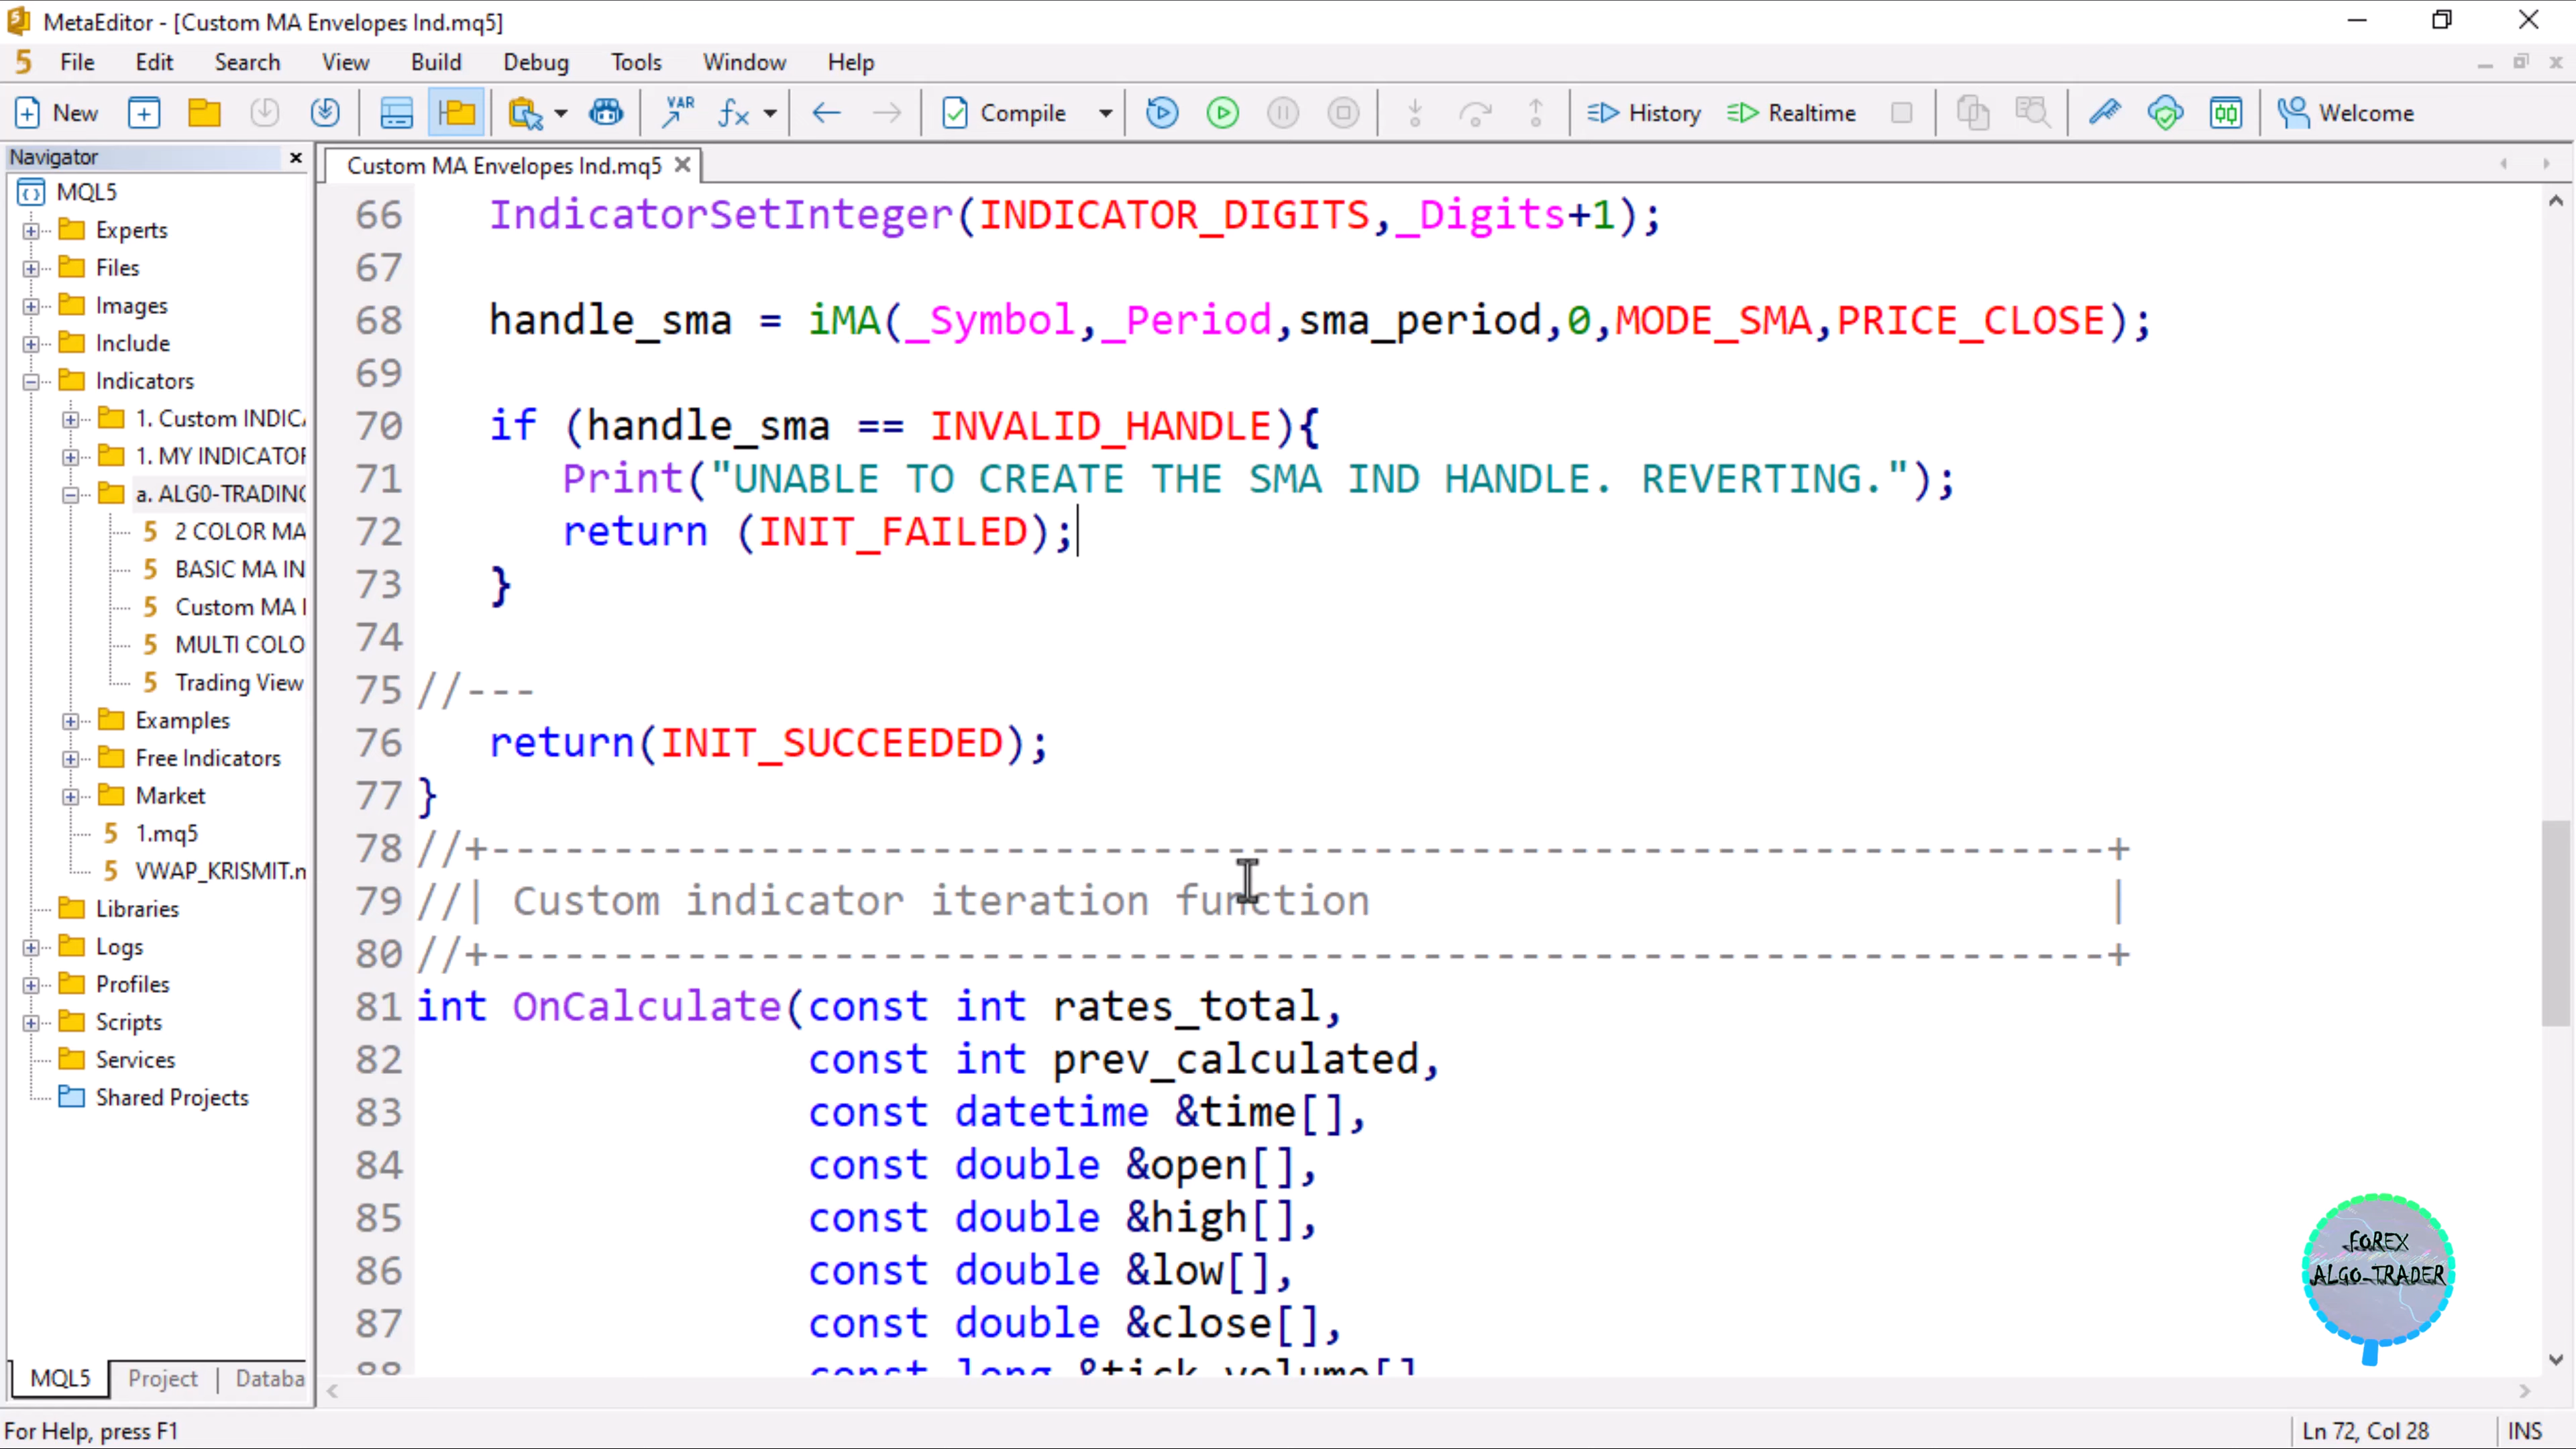 MetaEditor - [Custom MA Envelopes Ind.mq5]
File Edit Search View Build Debug Tools Window Help
New VAR Compile History Realtime Welcome
Navigator
Custom MA Envelopes Ind.mq5
MQL5
Experts
Files
Images
Include
Indicators
1. Custom INDICA
1. MY INDICATOR
a. ALG0-TRADING
2 COLOR MA
BASIC MA IN
Custom MA
MULTI COLO
Trading View
Examples
Free Indicators
Market
1.mq5
VWAP_KRISMIT.m
Libraries
Logs
Profiles
Scripts
Services
Shared Projects
MQL5 Project Databa
66 IndicatorSetInteger(INDICATOR_DIGITS,_Digits+1);
67
68 handle_sma = iMA(_Symbol,_Period,sma_period,0,MODE_SMA,PRICE_CLOSE);
69
70 if (handle_sma == INVALID_HANDLE){
71 Print("UNABLE TO CREATE THE SMA IND HANDLE. REVERTING.");
72 return (INIT_FAILED);
73 }
74
75 //---
76 return(INIT_SUCCEEDED);
77 }
78 //+------------------------------------------------------------------+
79 //| Custom indicator iteration function |
80 //+------------------------------------------------------------------+
81 int OnCalculate(const int rates_total,
82 const int prev_calculated,
83 const datetime &time[],
84 const double &open[],
85 const double &high[],
86 const double &low[],
87 const double &close[],
88 const long &tick_volume[]
FOREX
ALGO-TRADER
For Help, press F1
Ln 72, Col 28 INS